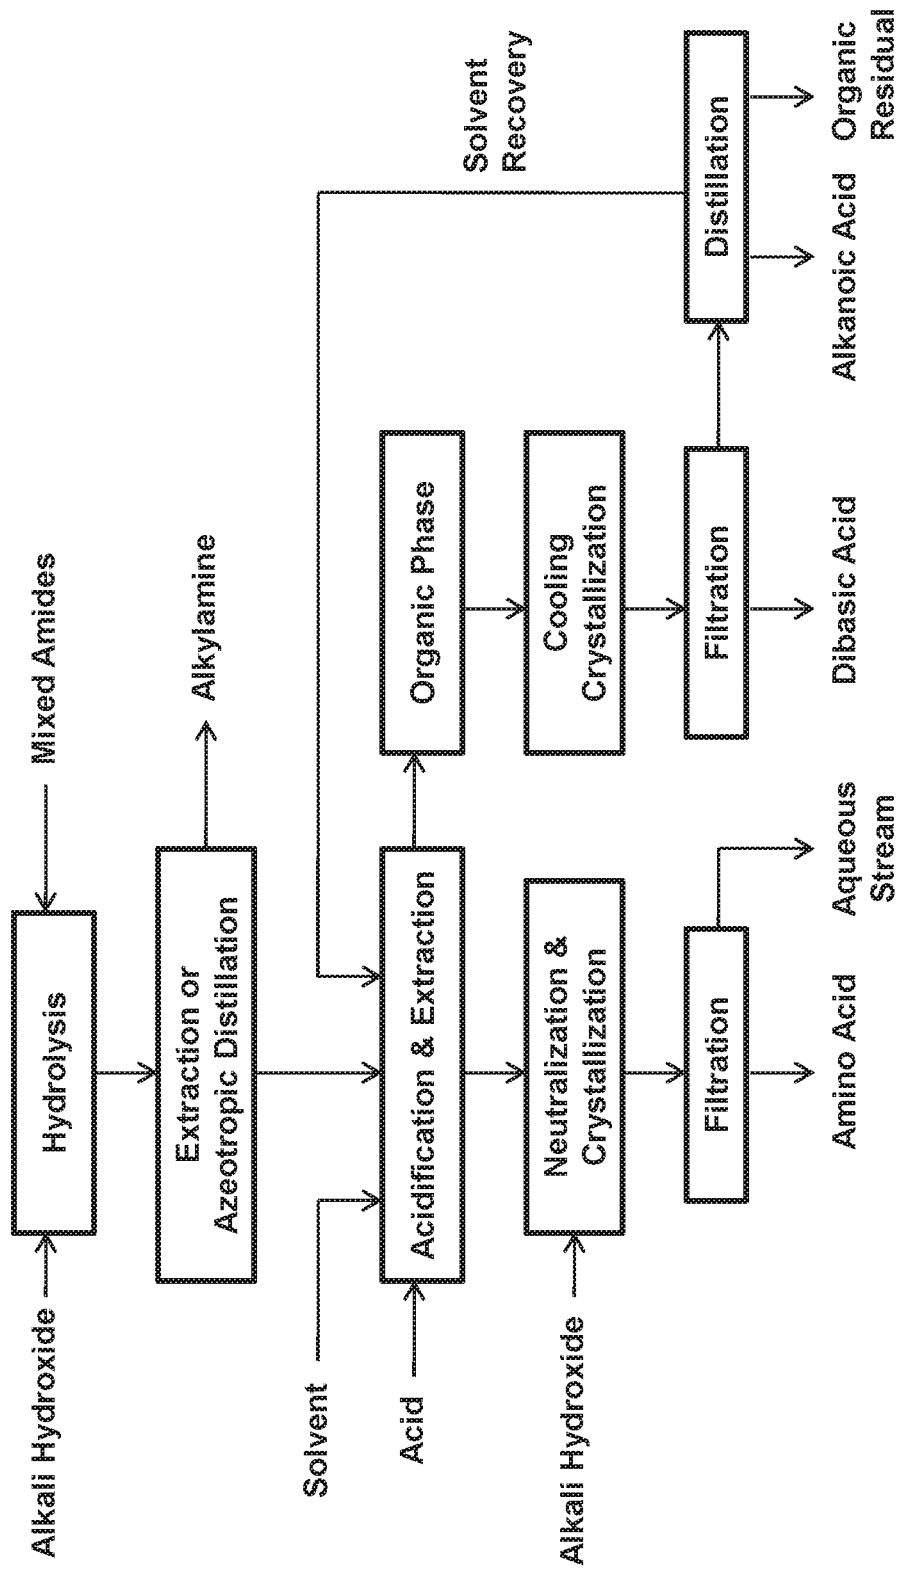 Alkali Hydroxide
Hydrolysis
Mixed Amides
Extraction or
Azeotropic Distillation
Alkylamine
Solvent
Solvent
Recovery
Acid
Acidification & Extraction
Organic Phase
Alkali Hydroxide
Neutralization &
Crystallization
Cooling
Crystallization
Filtration
Filtration
Distillation
Amino Acid
Aqueous
Stream
Dibasic Acid
Alkanoic Acid
Organic
Residual